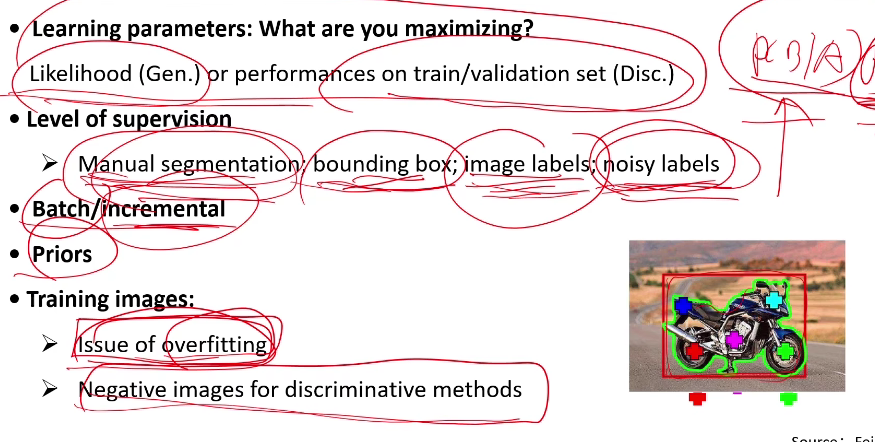 • Learning parameters: What are you maximizing?
Likelihood (Gen.) or performances on train/validation set (Disc.)
P(B/A)
• Level of supervision
➢ Manual segmentation; bounding box; image labels; noisy labels
• Batch/incremental
• Priors
• Training images:
➢ Issue of overfitting
➢ Negative images for discriminative methods
Source: Fei